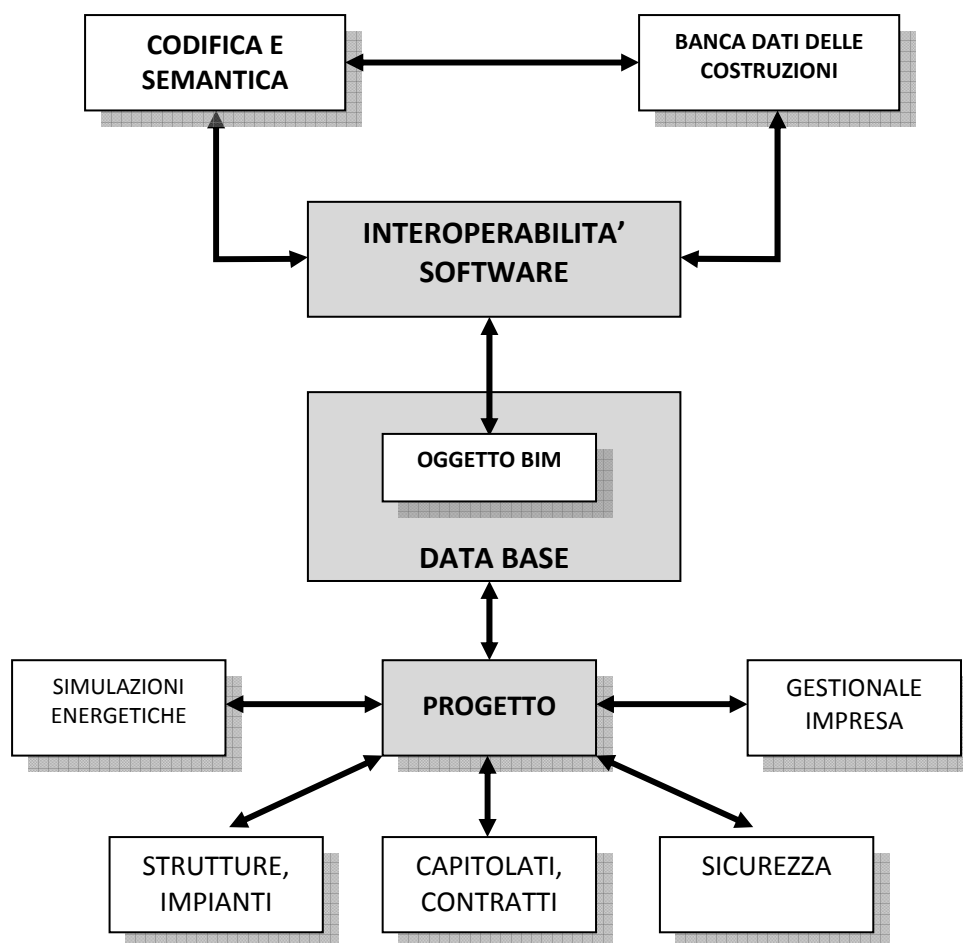 CODIFICA E
SEMANTICA
BANCA DATI DELLE
COSTRUZIONI
INTEROPERABILITA’
SOFTWARE
OGGETTO BIM
DATA BASE
SIMULAZIONI
ENERGETICHE
PROGETTO
GESTIONALE
IMPRESA
STRUTTURE,
IMPIANTI
CAPITOLATI,
CONTRATTI
SICUREZZA